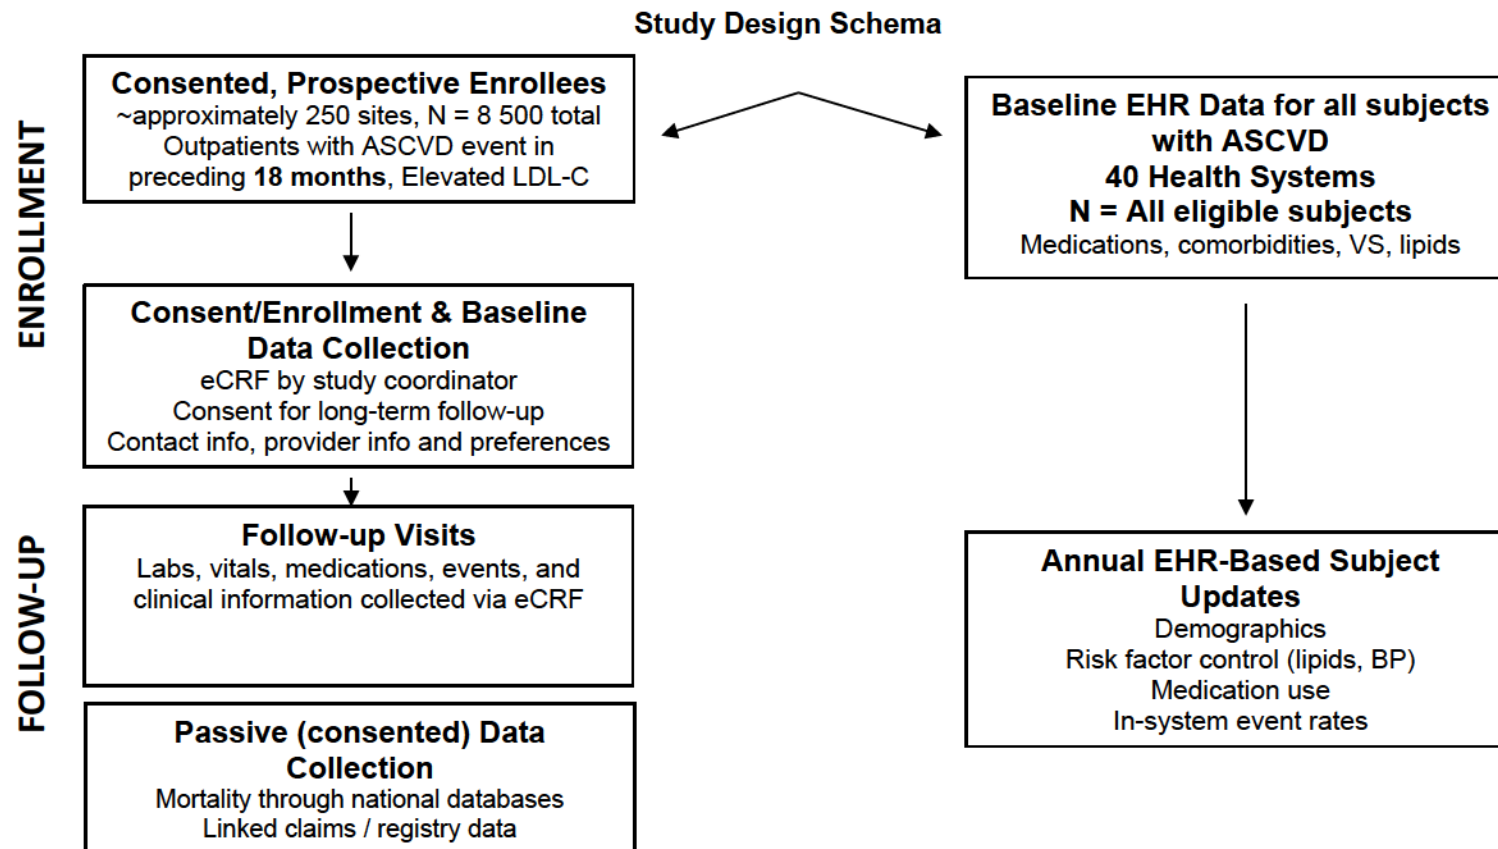 Study Design Schema
ENROLLMENT
Consented, Prospective Enrollees
~approximately 250 sites, N = 8 500 total
Outpatients with ASCVD event in
preceding 18 months, Elevated LDL-C
Consent/Enrollment & Baseline
Data Collection
eCRF by study coordinator
Consent for long-term follow-up
Contact info, provider info and preferences
FOLLOW-UP
Follow-up Visits
Labs, vitals, medications, events, and
clinical information collected via eCRF
Passive (consented) Data
Collection
Mortality through national databases
Linked claims / registry data
Baseline EHR Data for all subjects
with ASCVD
40 Health Systems
N = All eligible subjects
Medications, comorbidities, VS, lipids
Annual EHR-Based Subject
Updates
Demographics
Risk factor control (lipids, BP)
Medication use
In-system event rates